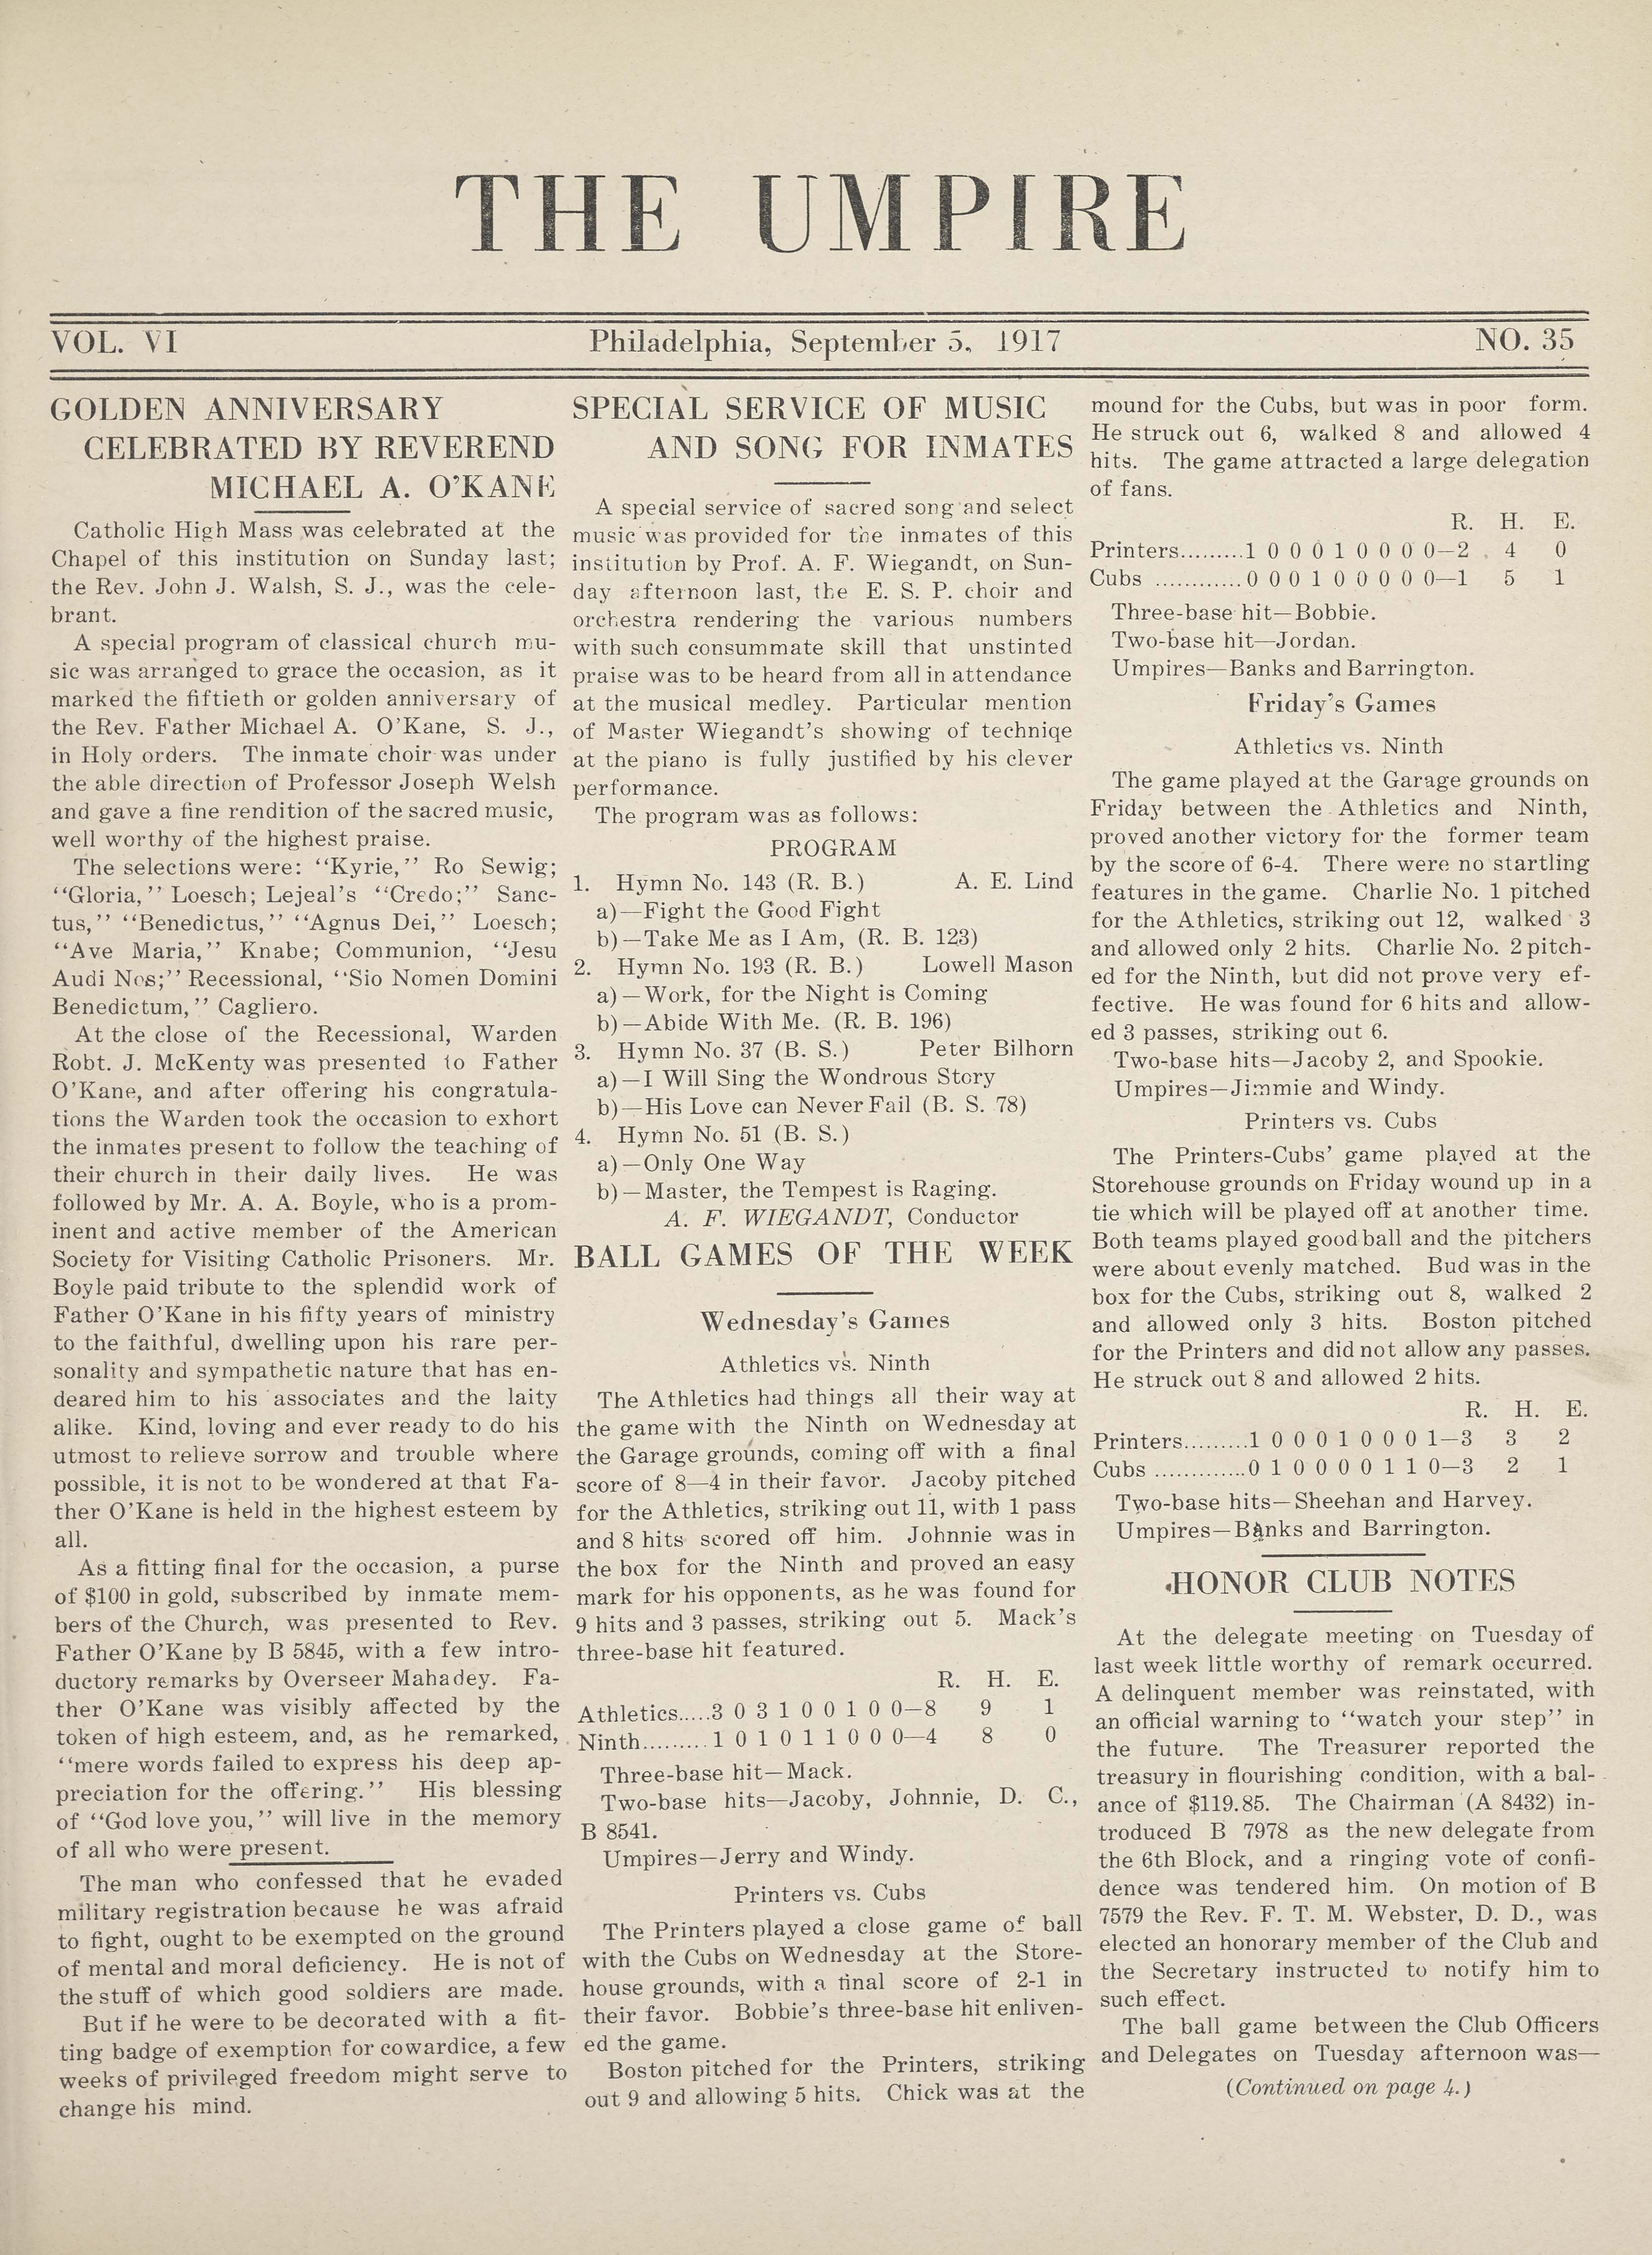 THE UMPIRE
VOL. VI
Philadelphia, September 5, 1917
NO. 35
GOLDEN ANNIVERSARY
CELEBRATED BY REVEREND
MICHAEL A. O'KANE
Catholic High Mass was celebrated at the
Chapel of this institution on Sunday last;
the Rev. John J. Walsh, S. J., was the cele-
brant.
A special program of classical church mu-
sic was arranged to grace the occasion, as it
marked the fiftieth or golden anniversary of
the Rev. Father Michael A. O'Kane, S. J.,
in Holy orders. The inmate choir was under
the able direction of Professor Joseph Welsh
and gave a fine rendition of the sacred music,
well worthy of the highest praise.
The selections were: "Kyrie," Ro Sewig;
"Gloria," Loesch; Lejeal's "Credo;" Sanc-
tus," "Benedictus," "Agnus Dei," Loesch;
"Ave Maria," Knabe; Communion, "Jesu
Audi Nos;" Recessional, "Sio Nomen Domini
Benedictum," Cagliero.
At the close of the Recessional, Warden
Robt. J. McKenty was presented to Father
O'Kane, and after offering his congratula-
tions the Warden took the occasion to exhort
the inmates present to follow the teaching of
their church in their daily lives. He was
followed by Mr. A. A. Boyle, who is a prom-
inent and active member of the American
Society for Visiting Catholic Prisoners. Mr.
Boyle paid tribute to the splendid work of
Father O'Kane in his fifty years of ministry
to the faithful, dwelling upon his rare per-
sonality and sympathetic nature that has en-
deared him to his associates and the laity
alike. Kind, loving and ever ready to do his
utmost to relieve sorrow and trouble where
possible, it is not to be wondered at that Fa-
ther O'Kane is held in the highest esteem by
all.
As a fitting final for the occasion, a purse
of $100 in gold, subscribed by inmate mem-
bers of the Church, was presented to Rev.
Father O'Kane by B 5845, with a few intro-
ductory remarks by Overseer Mahadey. Fa-
ther O'Kane was visibly affected by the
token of high esteem, and, as he remarked,
"mere words failed to express his deep ap-
preciation for the offering." His blessing
of "God love you," will live in the memory
of all who were present.
The man who confessed that he evaded
military registration because he was afraid
to fight, ought to be exempted on the ground
of mental and moral deficiency. He is not of
the stuff of which good soldiers are made.
But if he were to be decorated with a fit-
ting badge of exemption for cowardice, a few
weeks of privileged freedom might serve to
change his mind.
SPECIAL SERVICE OF MUSIC
AND SONG FOR INMATES
A special service of sacred song and select
music was provided for the inmates of this
institution by Prof. A. F. Wiegandt, on Sun-
day afternoon last, the E. S. P. choir and
orchestra rendering the various numbers
with such consummate skill that unstinted
praise was to be heard from all in attendance
at the musical medley. Particular mention
of Master Wiegandt's showing of techniqe
at the piano is fully justified by his clever
performance.
The program was as follows:
PROGRAM
1. Hymn No. 143 (R. B.) A. E. Lind
a)—Fight the Good Fight
b)—Take Me as I Am, (R. B. 123)
2. Hymn No. 193 (R. B.) Lowell Mason
a)—Work, for the Night is Coming
b)—Abide With Me. (R. B. 196)
3. Hymn No. 37 (B. S.) Peter Bilhorn
a)—I Will Sing the Wondrous Story
b)—His Love can Never Fail (B. S. 78)
4. Hymn No. 51 (B. S.)
a)—Only One Way
b)—Master, the Tempest is Raging.
A. F. WIEGANDT, Conductor
BALL GAMES OF THE WEEK
Wednesday's Games
Athletics vs. Ninth
The Athletics had things all their way at
the game with the Ninth on Wednesday at
the Garage grounds, coming off with a final
score of 8—4 in their favor. Jacoby pitched
for the Athletics, striking out 11, with 1 pass
and 8 hits scored off him. Johnnie was in
the box for the Ninth and proved an easy
mark for his opponents, as he was found for
9 hits and 3 passes, striking out 5. Mack's
three-base hit featured.
R. H. E.
Athletics.....3 0 3 1 0 0 1 0 0—8 9 1
Ninth.........1 0 1 0 1 1 0 0 0—4 8 0
Three-base hit—Mack.
Two-base hits—Jacoby, Johnnie, D. C.,
B 8541.
Umpires—Jerry and Windy.
Printers vs. Cubs
The Printers played a close game of ball
with the Cubs on Wednesday at the Store-
house grounds, with a final score of 2-1 in
their favor. Bobbie's three-base hit enliven-
ed the game.
Boston pitched for the Printers, striking
out 9 and allowing 5 hits. Chick was at the
mound for the Cubs, but was in poor form.
He struck out 6, walked 8 and allowed 4
hits. The game attracted a large delegation
of fans.
R. H. E.
Printers.........1 0 0 0 1 0 0 0 0—2 4 0
Cubs ............0 0 0 1 0 0 0 0 0—1 5 1
Three-base hit—Bobbie.
Two-base hit—Jordan.
Umpires—Banks and Barrington.
Friday's Games
Athletics vs. Ninth
The game played at the Garage grounds on
Friday between the Athletics and Ninth,
proved another victory for the former team
by the score of 6-4. There were no startling
features in the game. Charlie No. 1 pitched
for the Athletics, striking out 12, walked 3
and allowed only 2 hits. Charlie No. 2 pitch-
ed for the Ninth, but did not prove very ef-
fective. He was found for 6 hits and allow-
ed 3 passes, striking out 6.
Two-base hits—Jacoby 2, and Spookie.
Umpires—Jimmie and Windy.
Printers vs. Cubs
The Printers-Cubs' game played at the
Storehouse grounds on Friday wound up in a
tie which will be played off at another time.
Both teams played good ball and the pitchers
were about evenly matched. Bud was in the
box for the Cubs, striking out 8, walked 2
and allowed only 3 hits. Boston pitched
for the Printers and did not allow any passes.
He struck out 8 and allowed 2 hits.
R. H. E.
Printers.........1 0 0 0 1 0 0 0 1—3 3 2
Cubs .............0 1 0 0 0 0 1 1 0—3 2 1
Two-base hits—Sheehan and Harvey.
Umpires—Banks and Barrington.
HONOR CLUB NOTES
At the delegate meeting on Tuesday of
last week little worthy of remark occurred.
A delinquent member was reinstated, with
an official warning to "watch your step" in
the future. The Treasurer reported the
treasury in flourishing condition, with a bal-
ance of $119.85. The Chairman (A 8432) in-
troduced B 7978 as the new delegate from
the 6th Block, and a ringing vote of confi-
dence was tendered him. On motion of B
7579 the Rev. F. T. M. Webster, D. D., was
elected an honorary member of the Club and
the Secretary instructed to notify him to
such effect.
The ball game between the Club Officers
and Delegates on Tuesday afternoon was—
(Continued on page 4.)